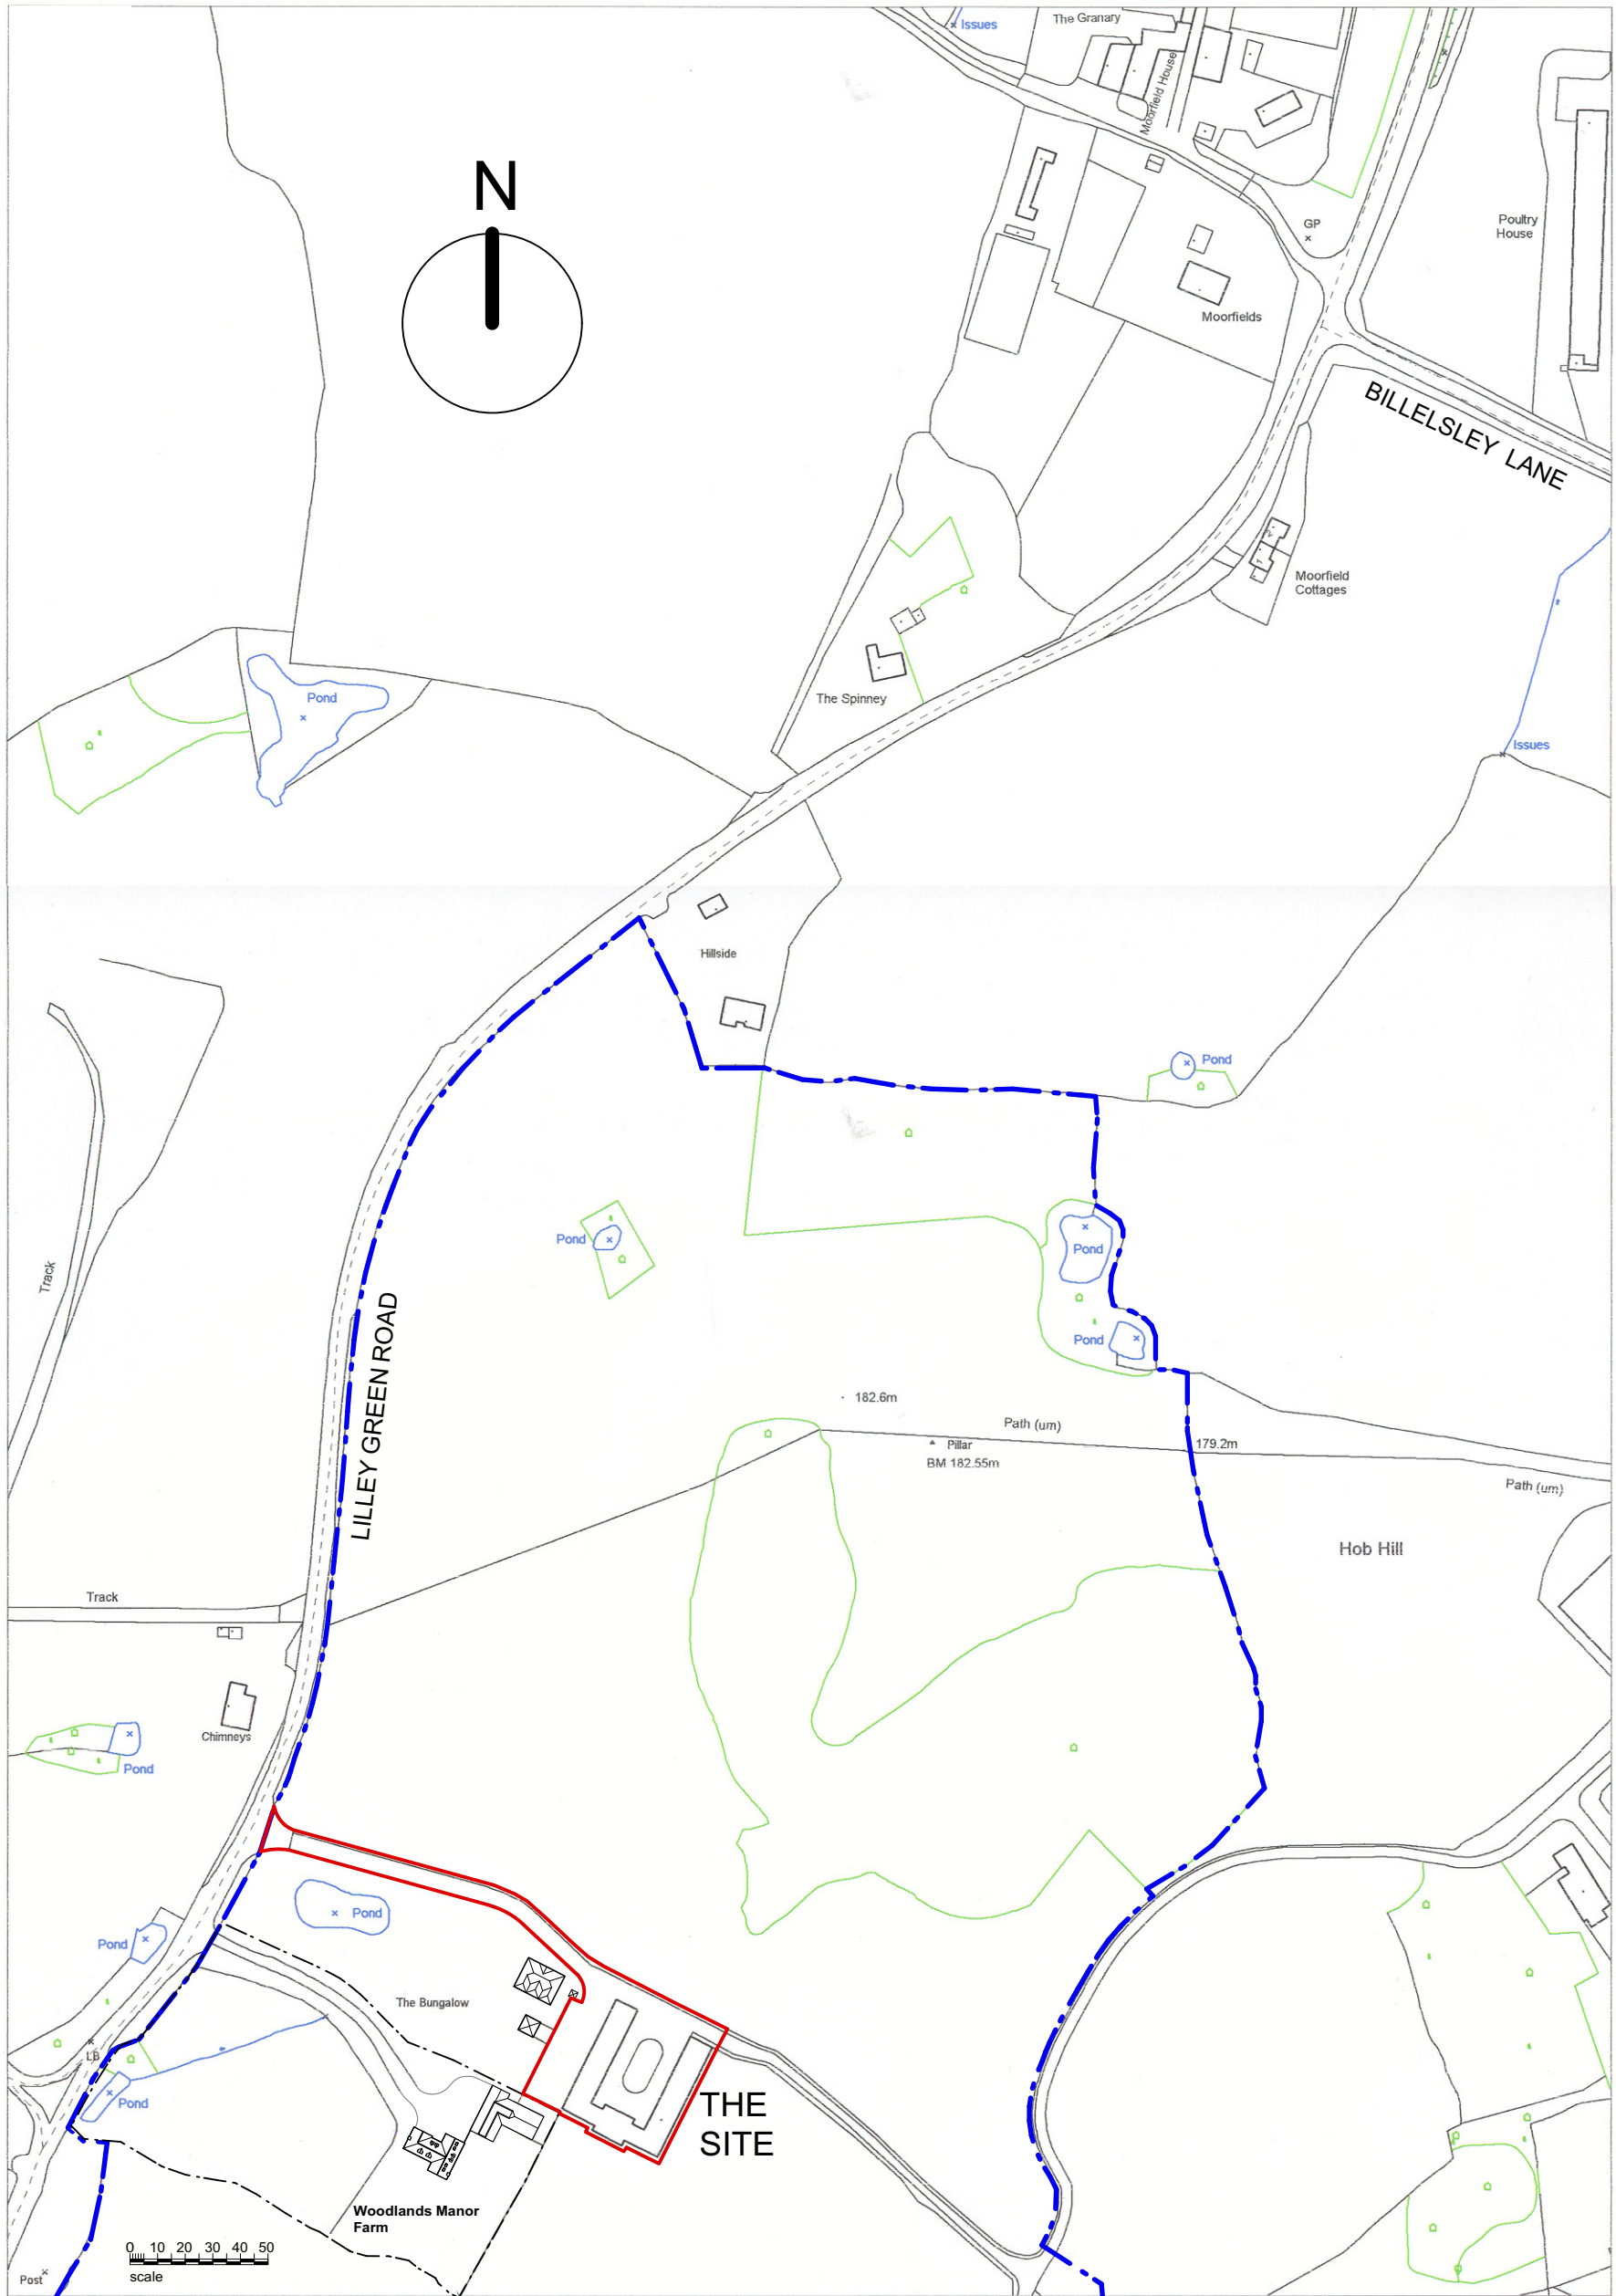 Issues
The Granary
Moorfield House
N
GP
Poultry
House
Moorfields
BILLELSLEY LANE
Moorfield
Cottages
Pond
The Spinney
Issues
Hillside
Pond
Pond
Pond
Track
LILLEY GREEN ROAD
Pond
182.6m
Path (um)
Pillar
179.2m
BM 182.55m
Path (um)
Hob Hill
Track
Chimneys
Pond
Pond
Pond
The Bungalow
LB
Pond
THE
SITE
Woodlands Manor
Farm
0 10 20 30 40 50
scale
Post